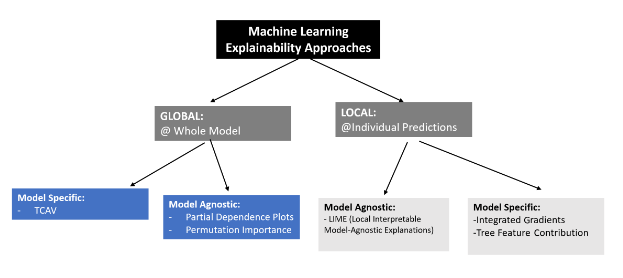 Machine Learning
Explainability Approaches
GLOBAL:
@ Whole Model
LOCAL:
@Individual Predictions
Model Specific:
- TCAV
Model Agnostic:
- Partial Dependence Plots
- Permutation Importance
Model Agnostic:
- LIME (Local Interpretable
Model-Agnostic Explanations)
Model Specific:
-Integrated Gradients
-Tree Feature Contribution